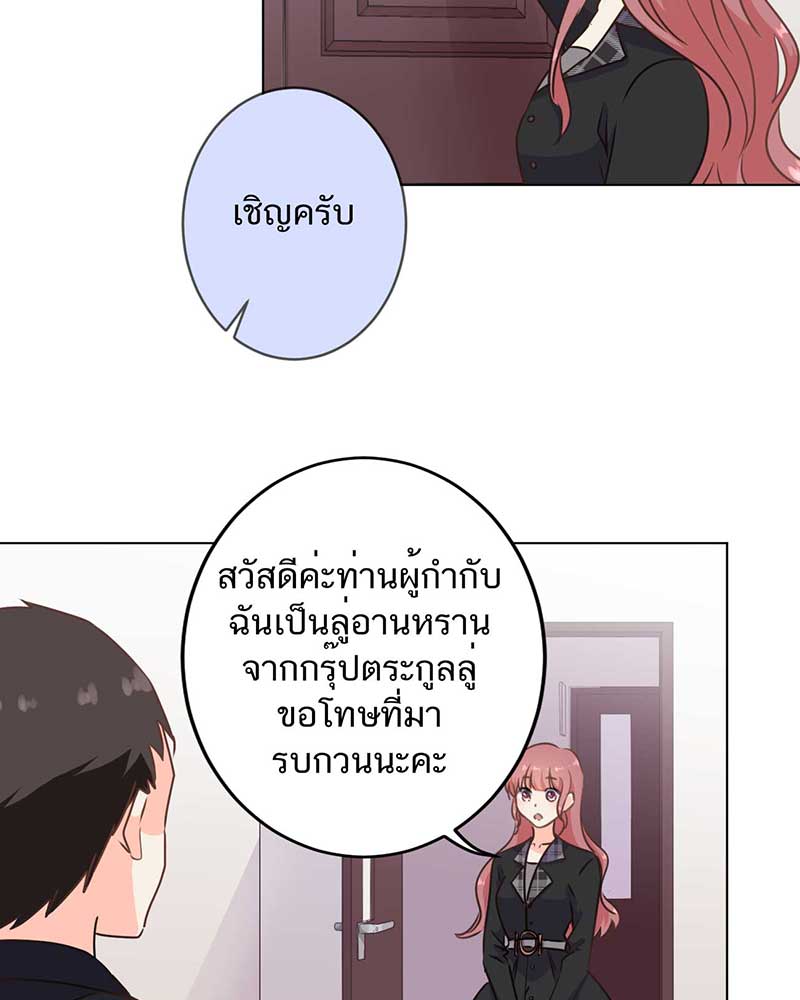 เชิญครับ
สวัสดีค่ะท่านผู้กำกับ
ฉันเป็นลู่อานหราน
จากกรุ๊ปตระกูลลู่
ขอโทษที่มา
รบกวนนะคะ